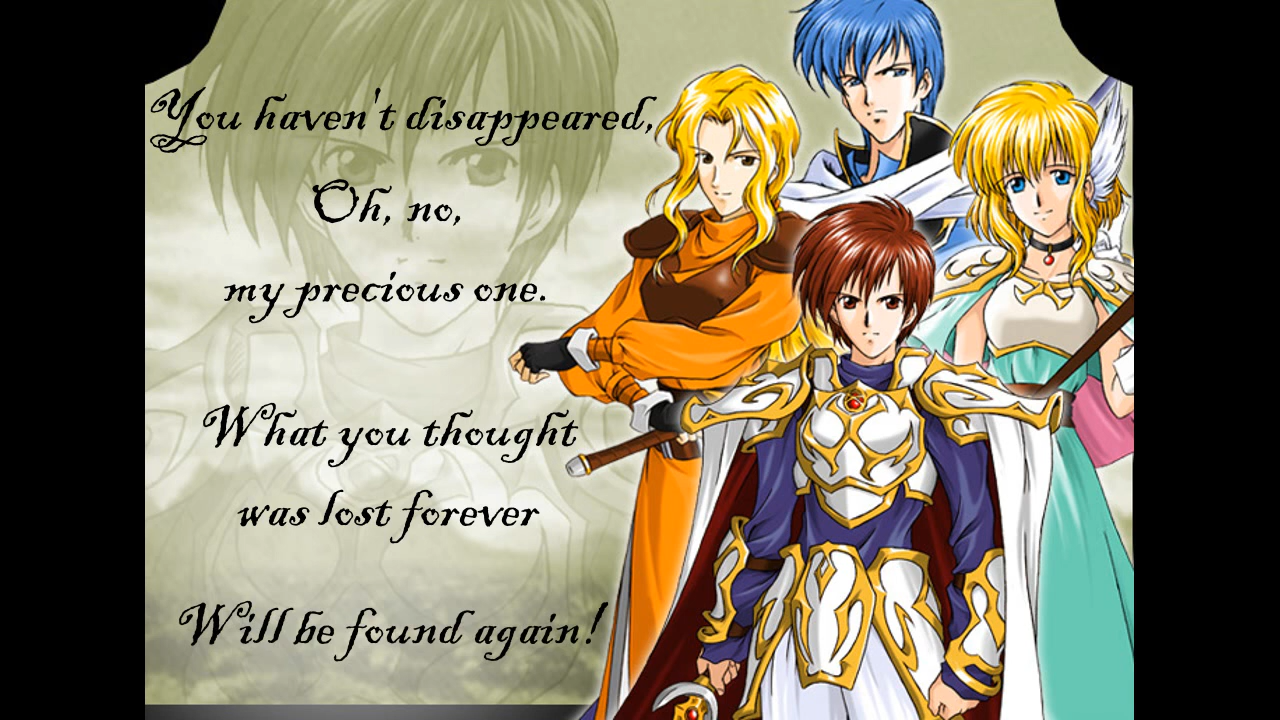 You haven't disappeared,
Oh, no,
my precious one.
What you thought
was lost forever
Will be found again!